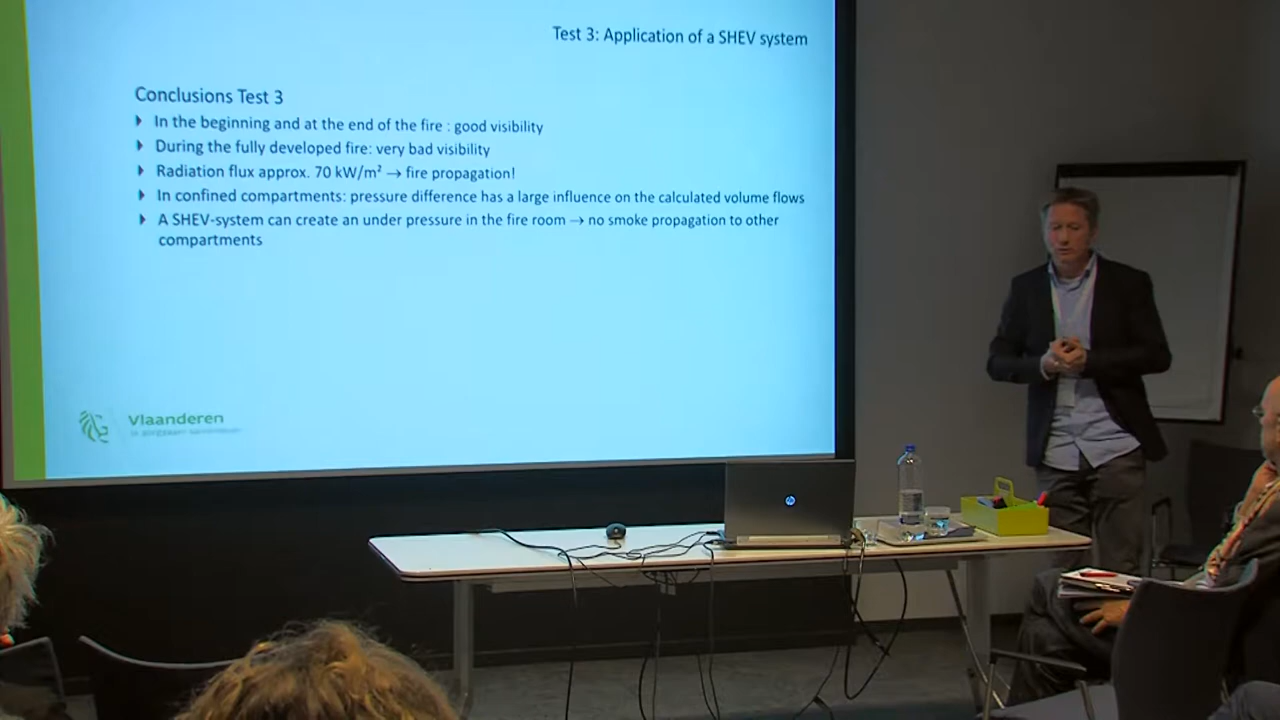 Test 3: Application of a SHEV system
Conclusions Test 3
In the beginning and at the end of the fire : good visibility
During the fully developed fire: very bad visibility
Radiation flux approx. 70 kW/m² → fire propagation!
In confined compartments: pressure difference has a large influence on the calculated volume flows
A SHEV-system can create an under pressure in the fire room → no smoke propagation to other
compartments
Vlaanderen
hp